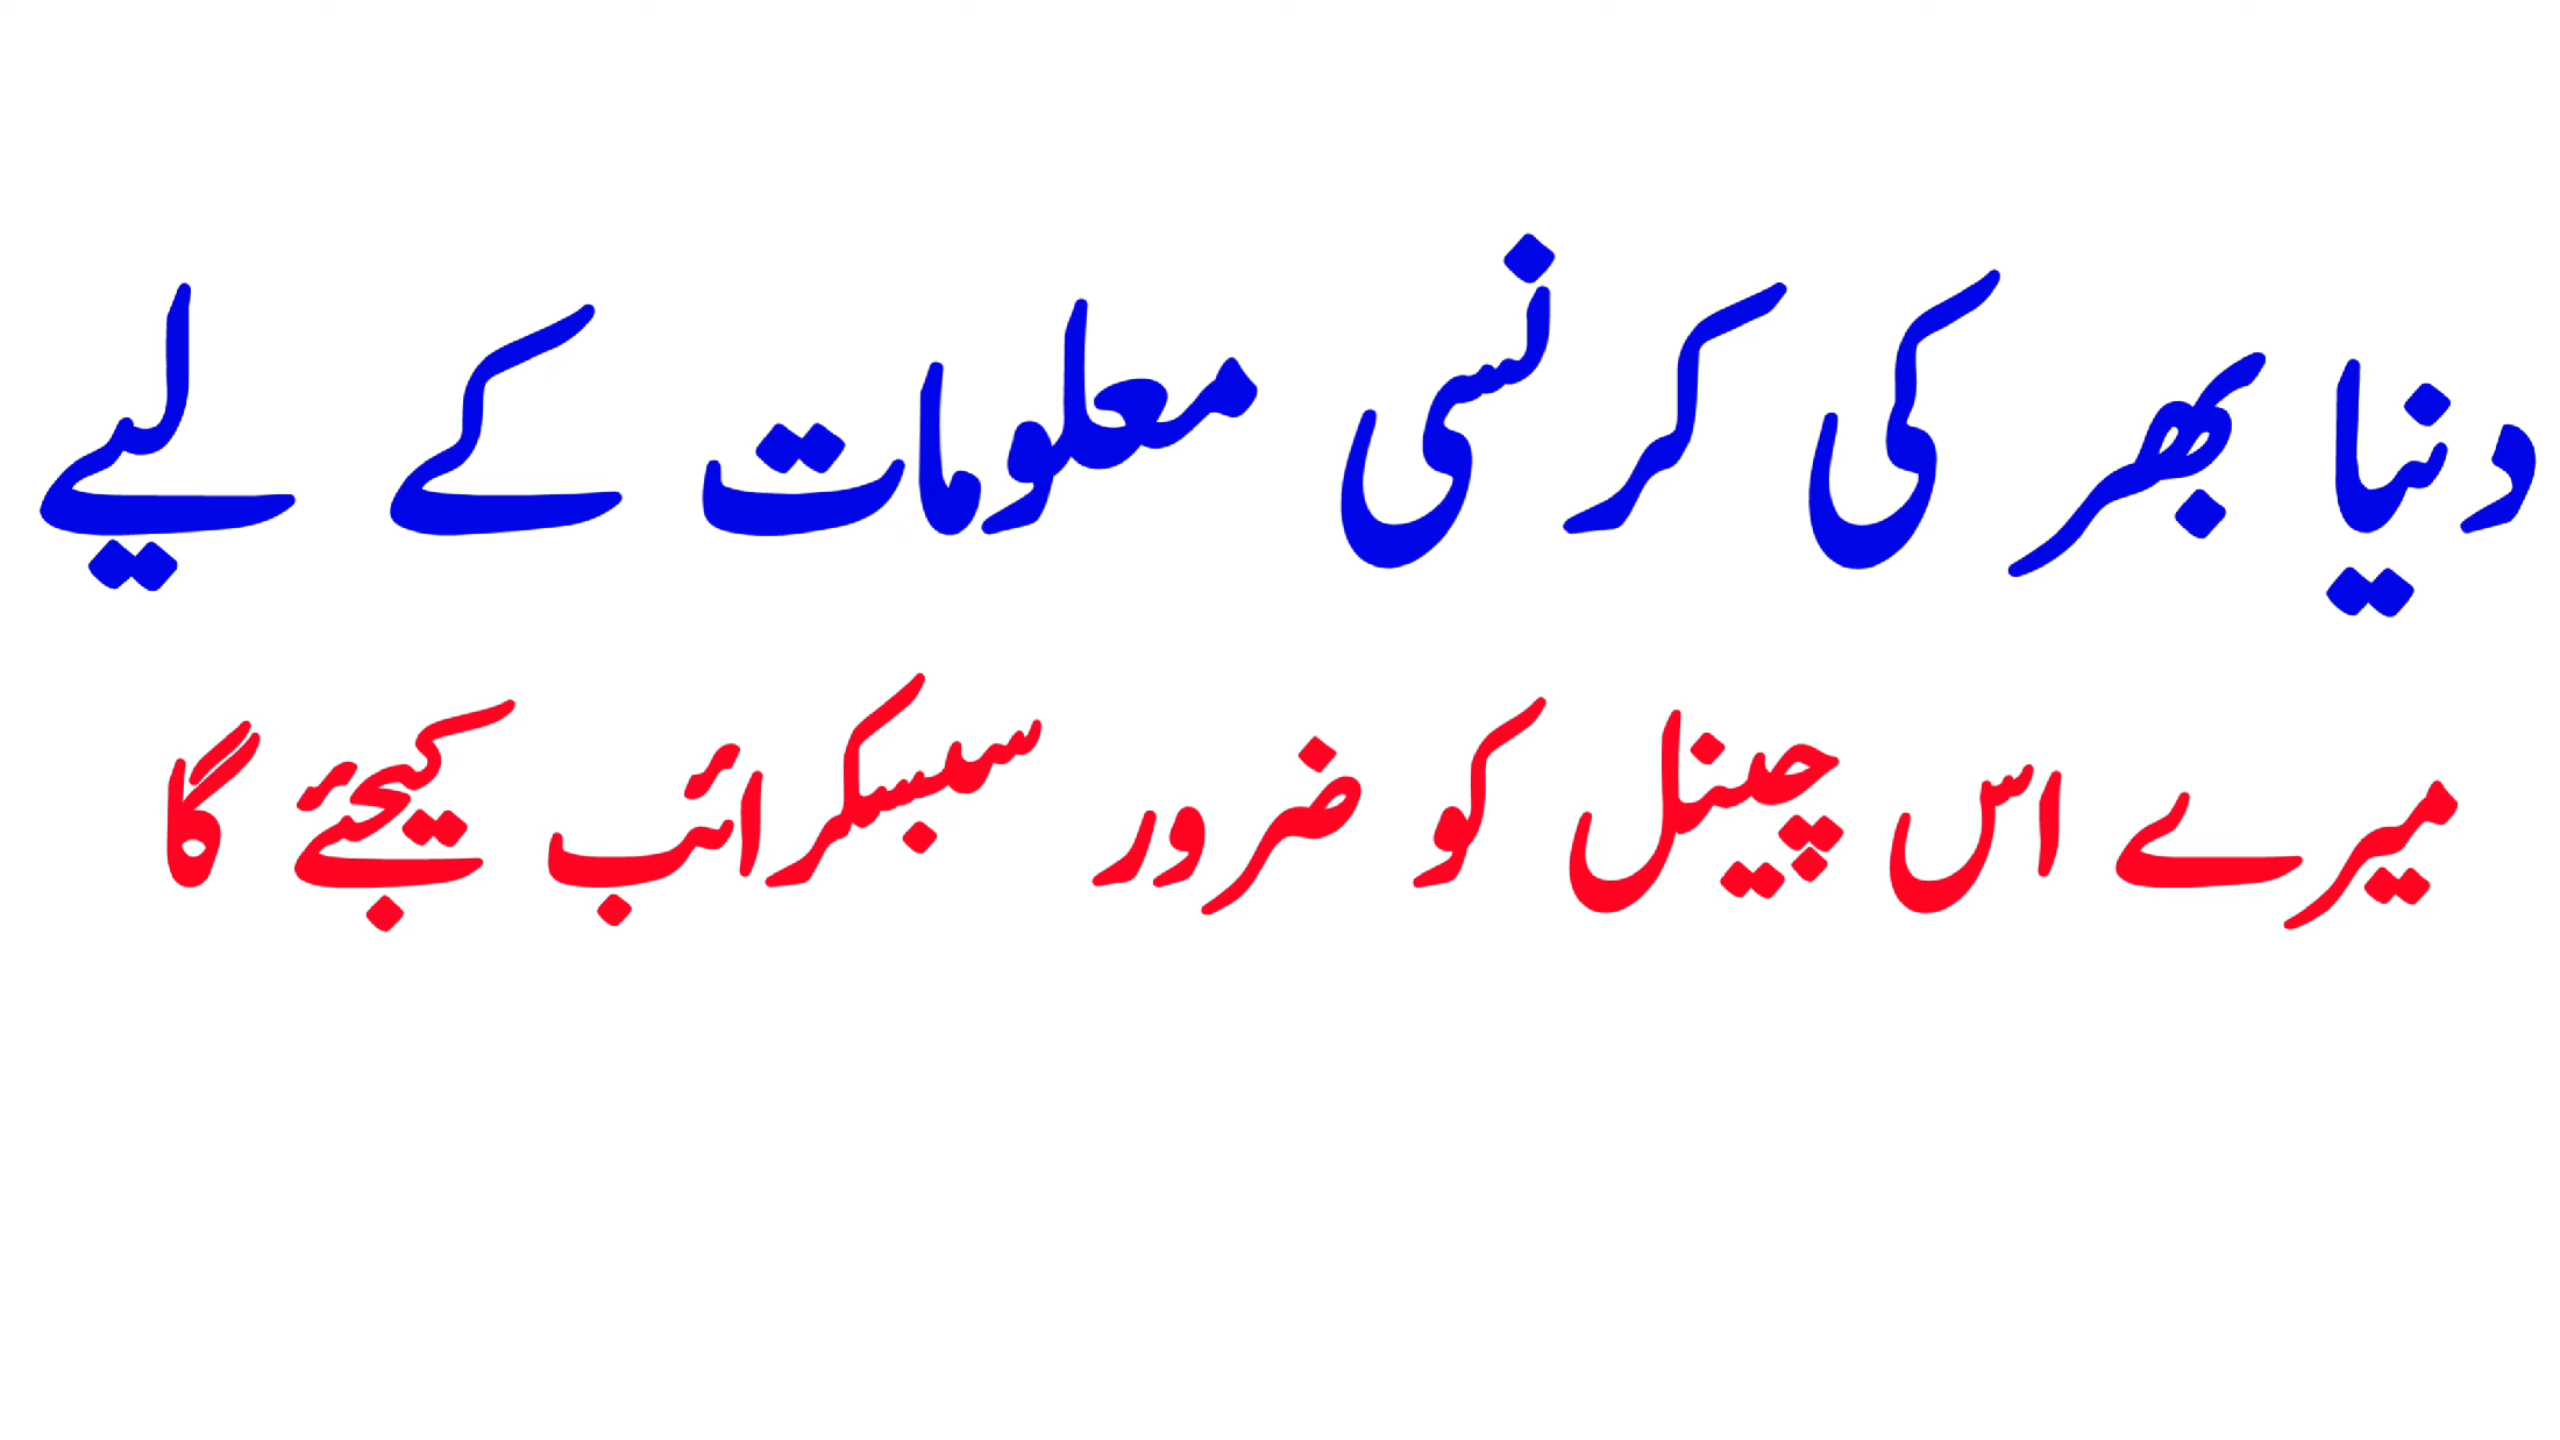 دنیا بھر کی کرنسی معلومات کے لیے
میرے اس چینل کو ضرور سبسکرائب کیجئے گا